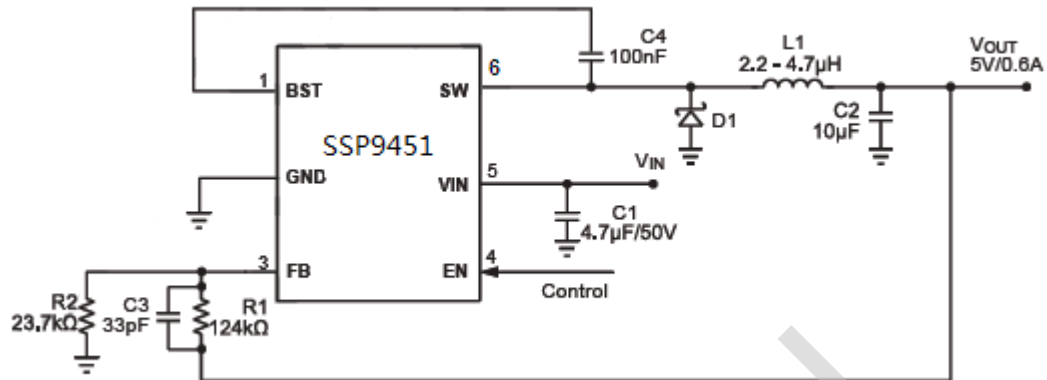 C4
100nF
L1
2.2 - 4.7μH
VOUT
5V/0.6A
1
BST
6
SW
D1
C2
10μF
SSP9451
GND
VIN
5
VIN
C1
4.7μF/50V
3
FB
EN
4
Control
R2
23.7kΩ
C3
33pF
R1
124kΩ